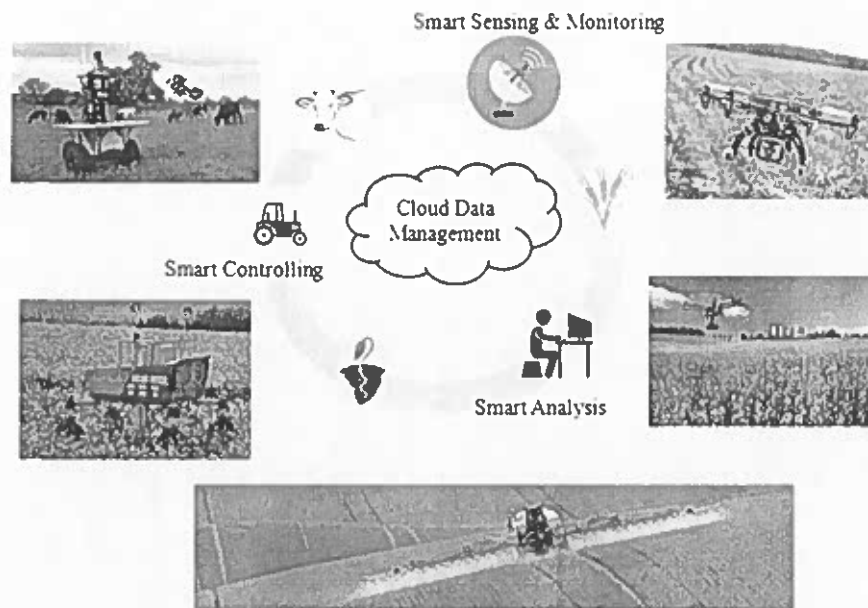 Smart Sensing & Monitoring
Cloud Data
Management
Smart Controlling
Smart Analysis